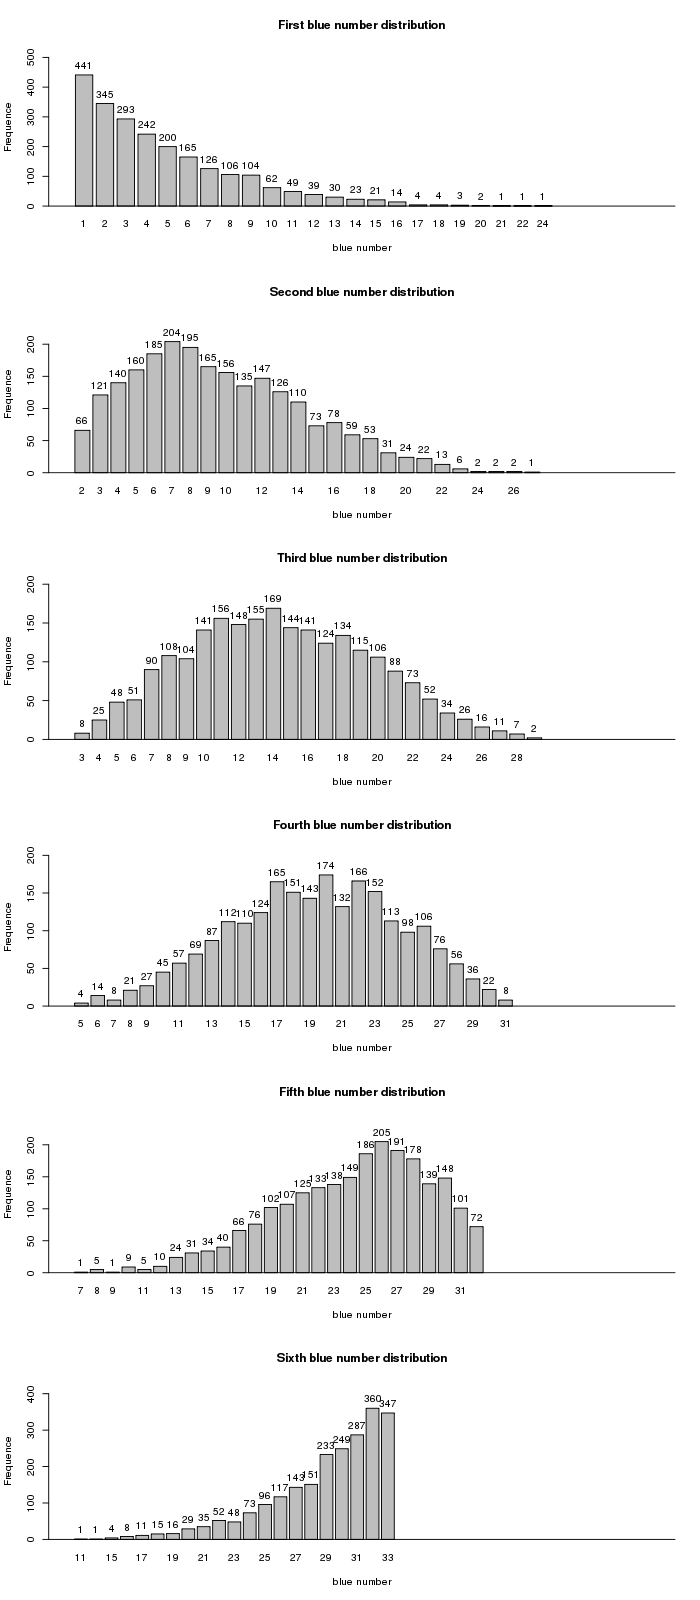 First blue number distribution
Frequence
0 100 200 300 400 500
441 345 293 242 200 165 126 106 104 62 49 39 30 23 21 14 4 4 3 2 1 1 1
1 2 3 4 5 6 7 8 9 10 11 12 13 14 15 16 17 18 19 20 21 22 24
blue number
Second blue number distribution
Frequence
0 50 100 150 200
66 121 140 160 185 204 195 165 156 135 147 126 110 73 78 59 53 31 24 22 13 6 2 2 2 1
2 3 4 5 6 7 8 9 10 12 14 16 18 20 22 24 26
blue number
Third blue number distribution
Frequence
0 50 100 150 200
8 25 48 51 90 108 104 141 156 148 155 169 144 141 124 134 115 106 88 73 52 34 26 16 11 7 2
3 4 5 6 7 8 9 10 12 14 16 18 20 22 24 26 28
blue number
Fourth blue number distribution
Frequence
0 50 100 150 200
4 14 8 21 27 45 57 69 87 112 110 124 165 151 143 174 132 166 152 113 98 106 76 56 36 22 8
5 6 7 8 9 11 13 15 17 19 21 23 25 27 29 31
blue number
Fifth blue number distribution
Frequence
0 50 100 150 200
1 5 1 9 5 10 24 31 34 40 66 76 102 107 125 133 138 149 186 205 191 178 139 148 101 72
7 8 9 11 13 15 17 19 21 23 25 27 29 31
blue number
Sixth blue number distribution
Frequence
0 100 200 300 400
1 1 4 8 11 15 16 29 35 52 48 73 96 117 143 151 233 249 287 360 347
11 15 17 19 21 23 25 27 29 31 33
blue number